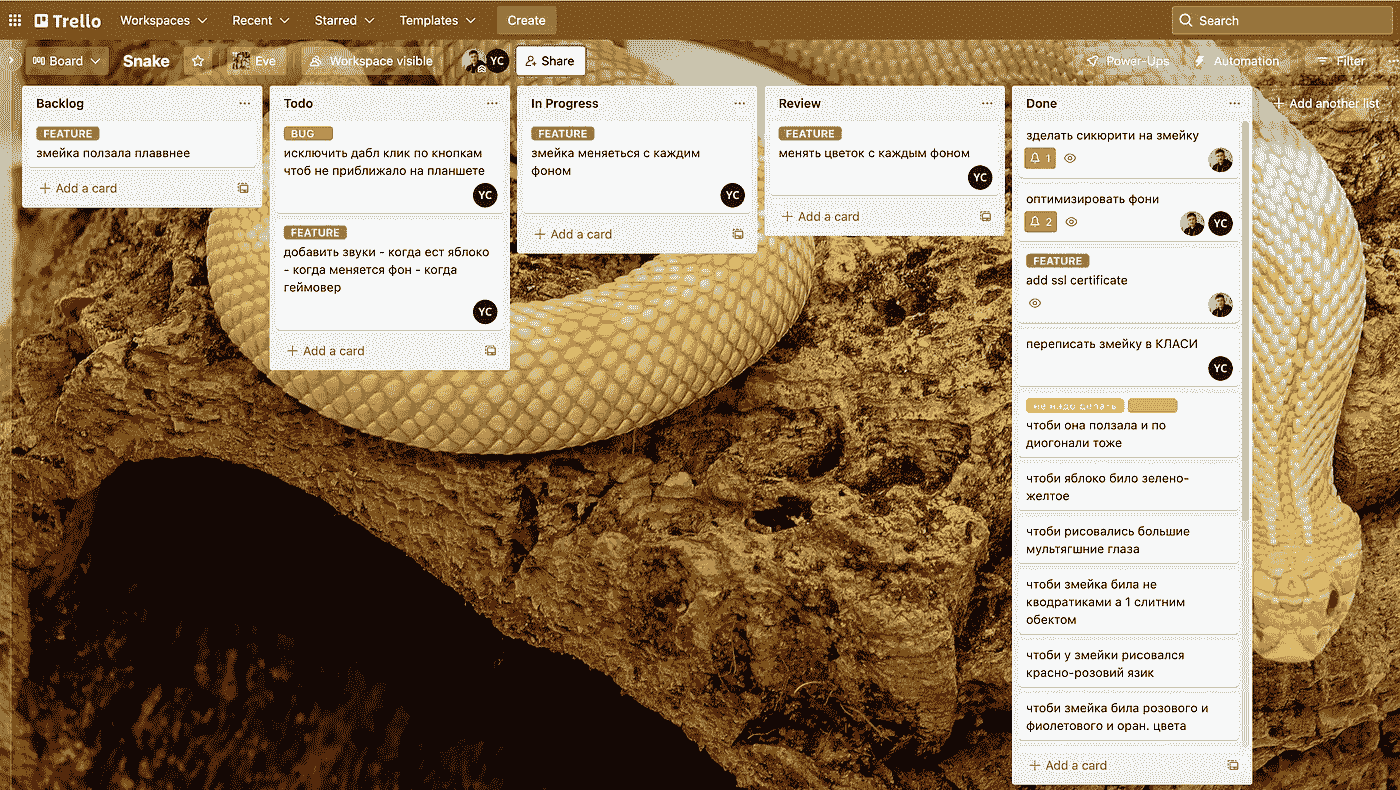 Trello
Workspaces
Recent
Starred
Templates
Create
Search
Board
Snake
Eve
Workspace visible
YC
Share
Power-Ups
Automation
Filter
Backlog
FEATURE
змейка ползала плаввнее
Add a card
Todo
BUG
исключить дабл клик по кнопкам
чтоб не приближало на планшете
YC
FEATURE
добавить звуки - когда ест яблоко
- когда меняется фон - когда
геймовер
YC
Add a card
In Progress
FEATURE
змейка меняеться с каждим
фоном
YC
Add a card
Review
FEATURE
менять цветок с каждым фоном
YC
Add a card
Done
зделать сикюрити на змейку
1
оптимизировать фони
2
YC
FEATURE
add ssl certificate
переписать змейку в КЛАСИ
YC
не надо делать
чтоби она ползала и по
диогонали тоже
чтоби яблоко било зелено-
желтое
чтоби рисовались большие
мультягшние глаза
чтоби змейка била не
кводратиками а 1 слитним
обектом
чтоби у змейки рисовался
красно-розовий язик
чтоби змейка била розового и
фиолетового и оран. цвета
Add a card
Add another list